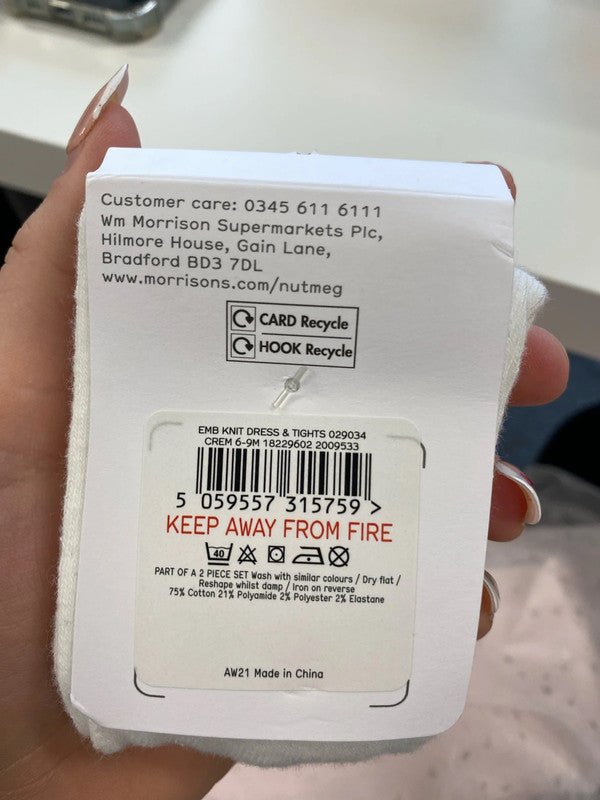 Customer care: 0345 611 6111
Wm Morrison Supermarkets Plc,
Hilmore House, Gain Lane,
Bradford BD3 7DL
www.morrisons.com/nutmeg
CARD Recycle
HOOK Recycle
EMB KNIT DRESS & TIGHTS 029034
CREM 6-9M 18229602 2009533
5 059557 315759 >
KEEP AWAY FROM FIRE
40
PART OF A 2 PIECE SET Wash with similar colours / Dry flat /
Reshape whilst damp / Iron on reverse
75% Cotton 21% Polyamide 2% Polyester 2% Elastane
AW21 Made in China